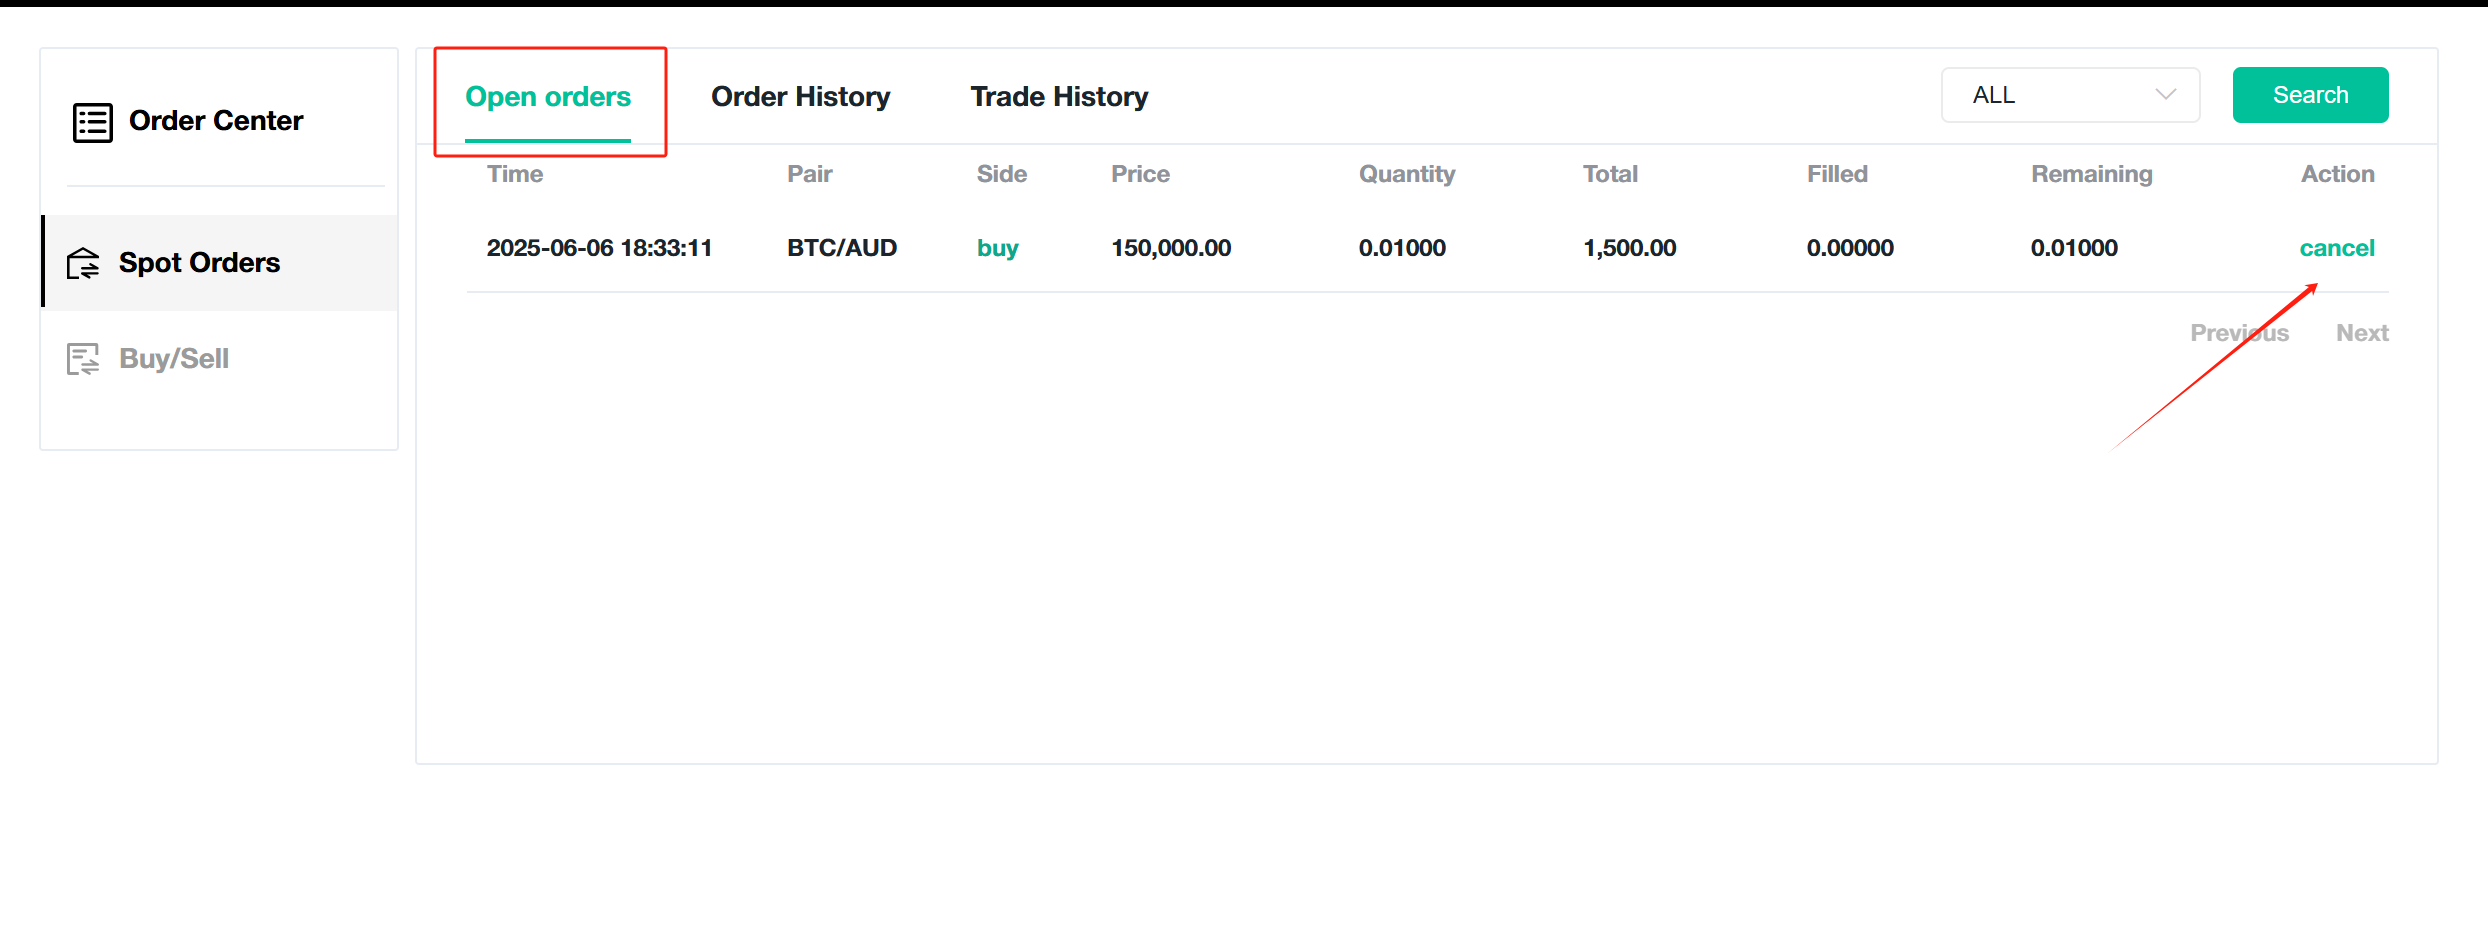 Order Center
Spot Orders
Buy/Sell
Open orders Order History Trade History ALL Search
Time Pair Side Price Quantity Total Filled Remaining Action
2025-06-06 18:33:11 BTC/AUD buy 150,000.00 0.01000 1,500.00 0.00000 0.01000 cancel
Previous Next